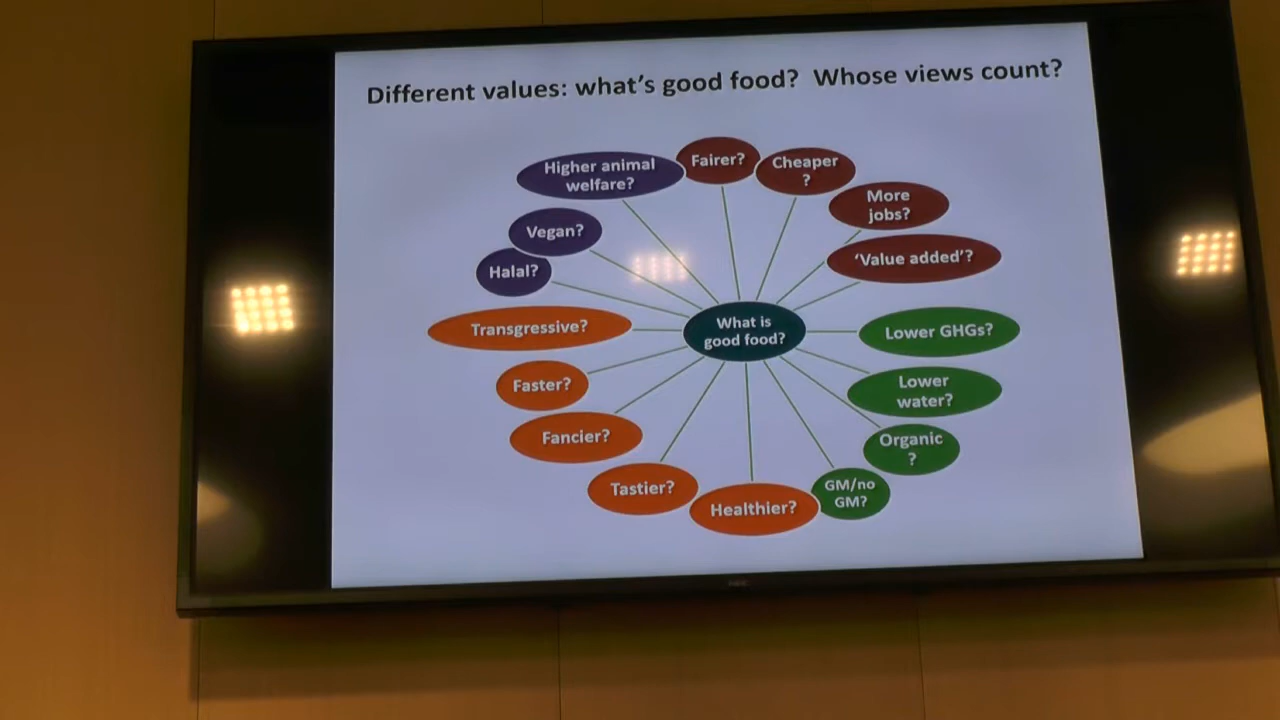 Different values: what's good food? Whose views count?
Higher animal
welfare?
Fairer?
Cheaper
?
More
jobs?
'Value added'?
Lower GHGs?
Lower
water?
Organic
?
GM/no
GM?
Healthier?
Tastier?
Fancier?
Faster?
Transgressive?
Halal?
Vegan?
What is
good food?